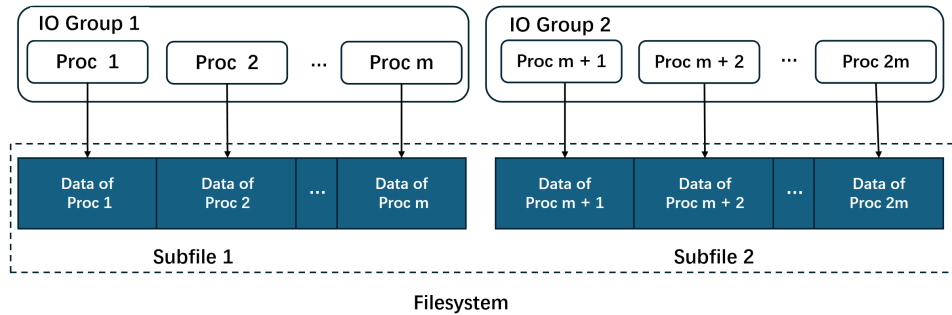 IO Group 1
Proc 1
Proc 2
...
Proc m
IO Group 2
Proc m + 1
Proc m + 2
...
Proc 2m
Data of
Proc 1
Data of
Proc 2
...
Data of
Proc m
Data of
Proc m + 1
Data of
Proc m + 2
...
Data of
Proc 2m
Subfile 1
Subfile 2
Filesystem